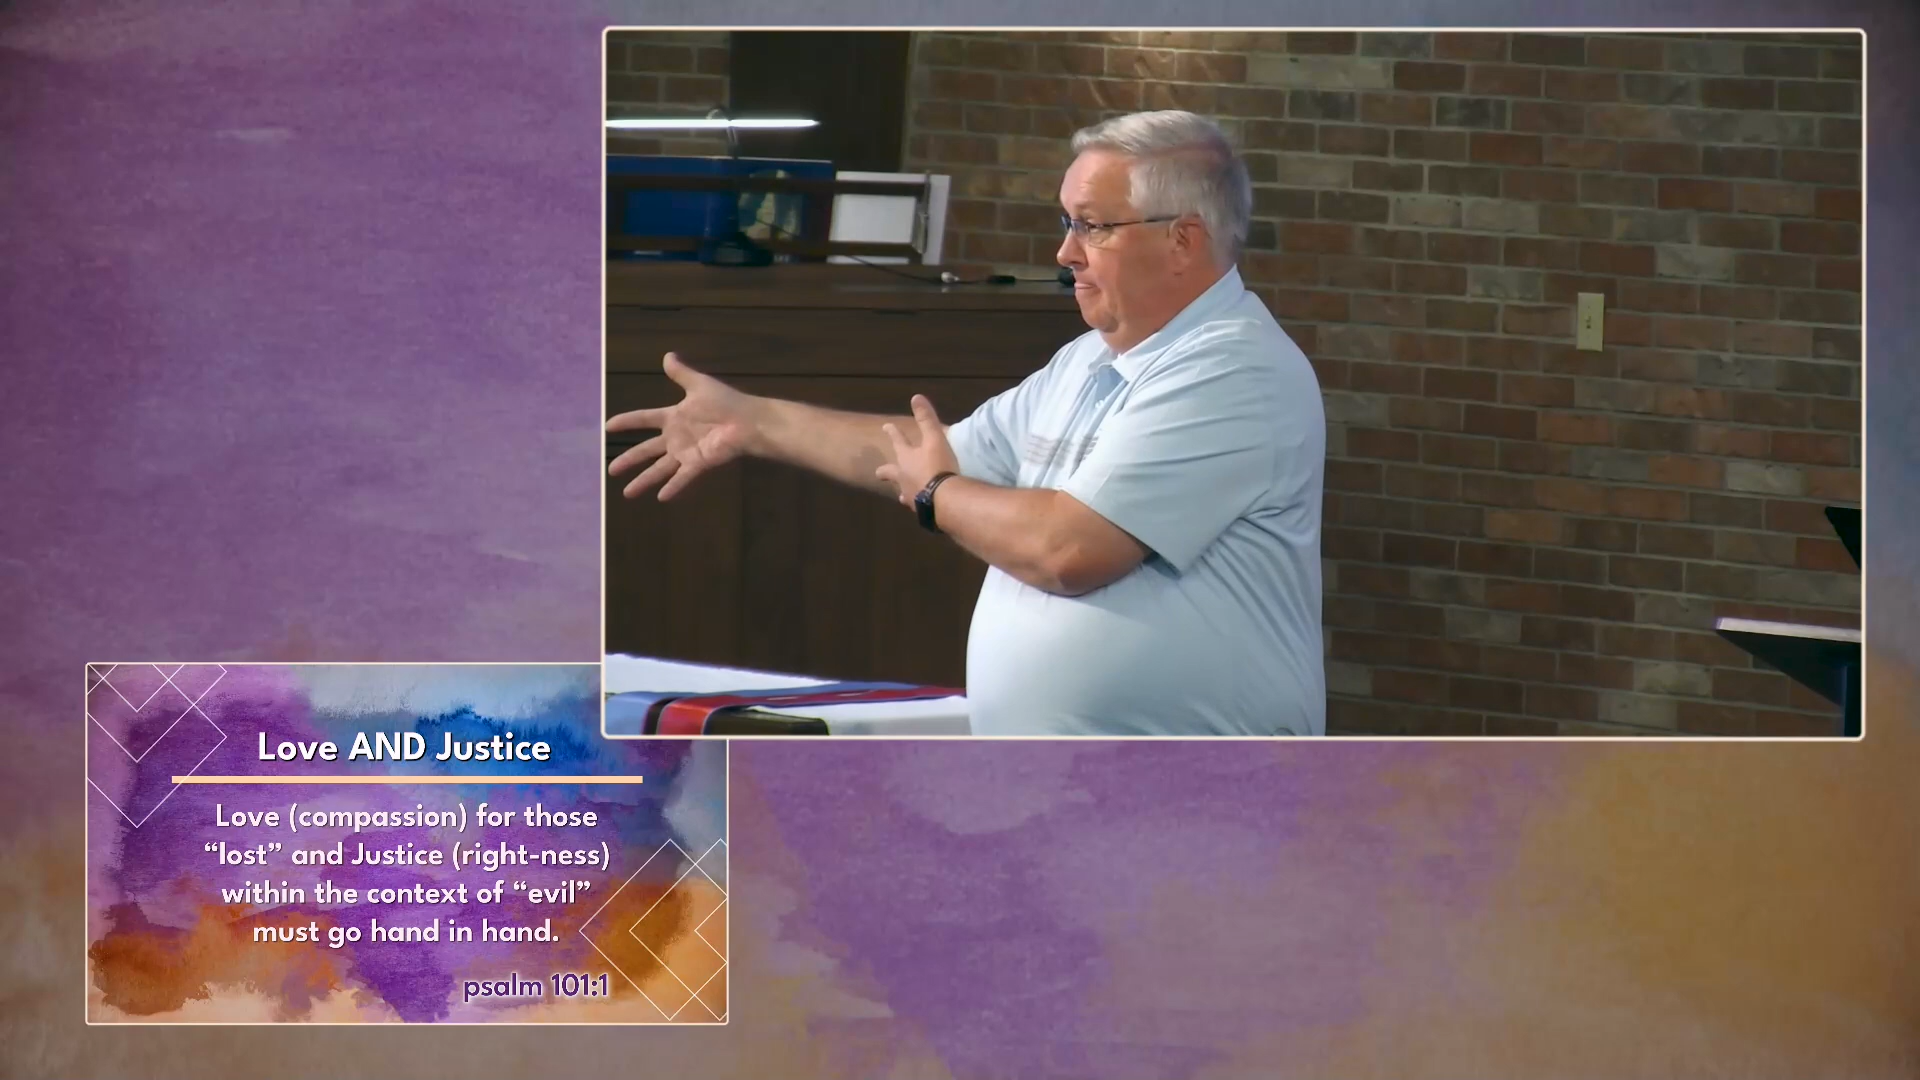 Love AND Justice
Love (compassion) for those
“lost” and Justice (right-ness)
within the context of “evil”
must go hand in hand.
psalm 101:1